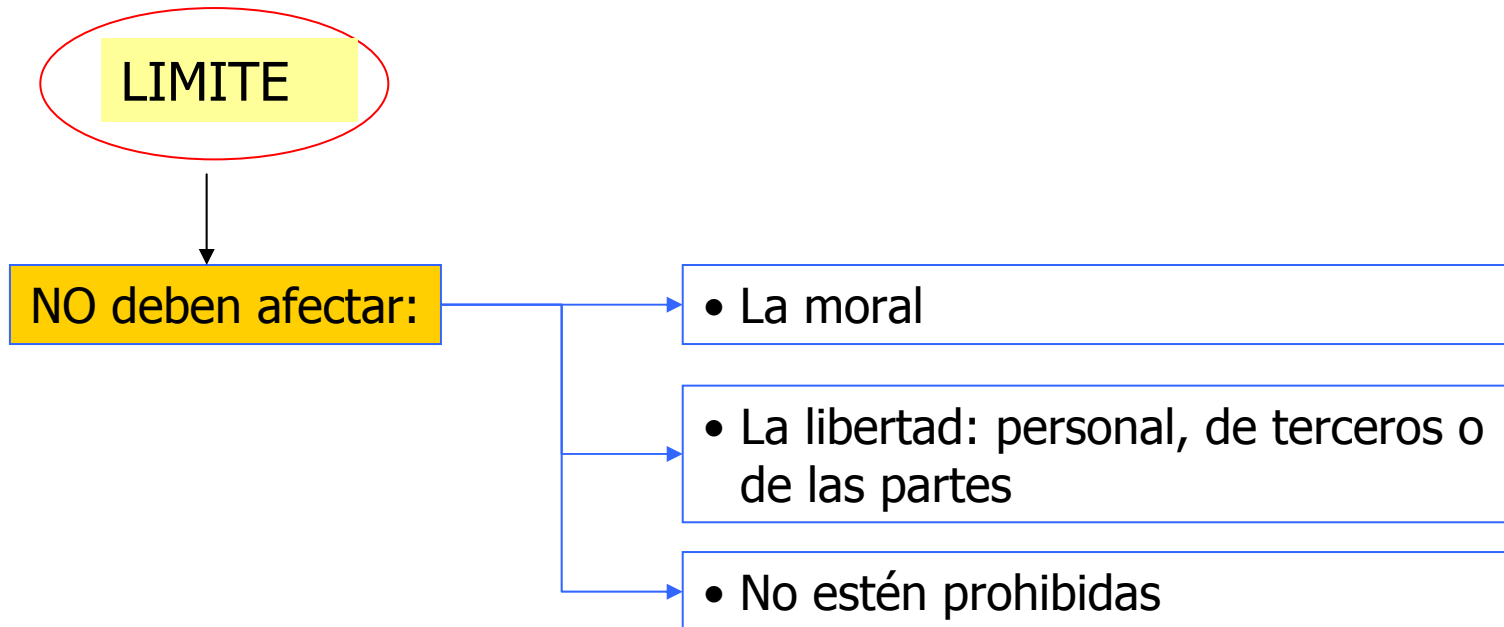 LIMITE
NO deben afectar:
• La moral
• La libertad: personal, de terceros o
de las partes
• No estén prohibidas